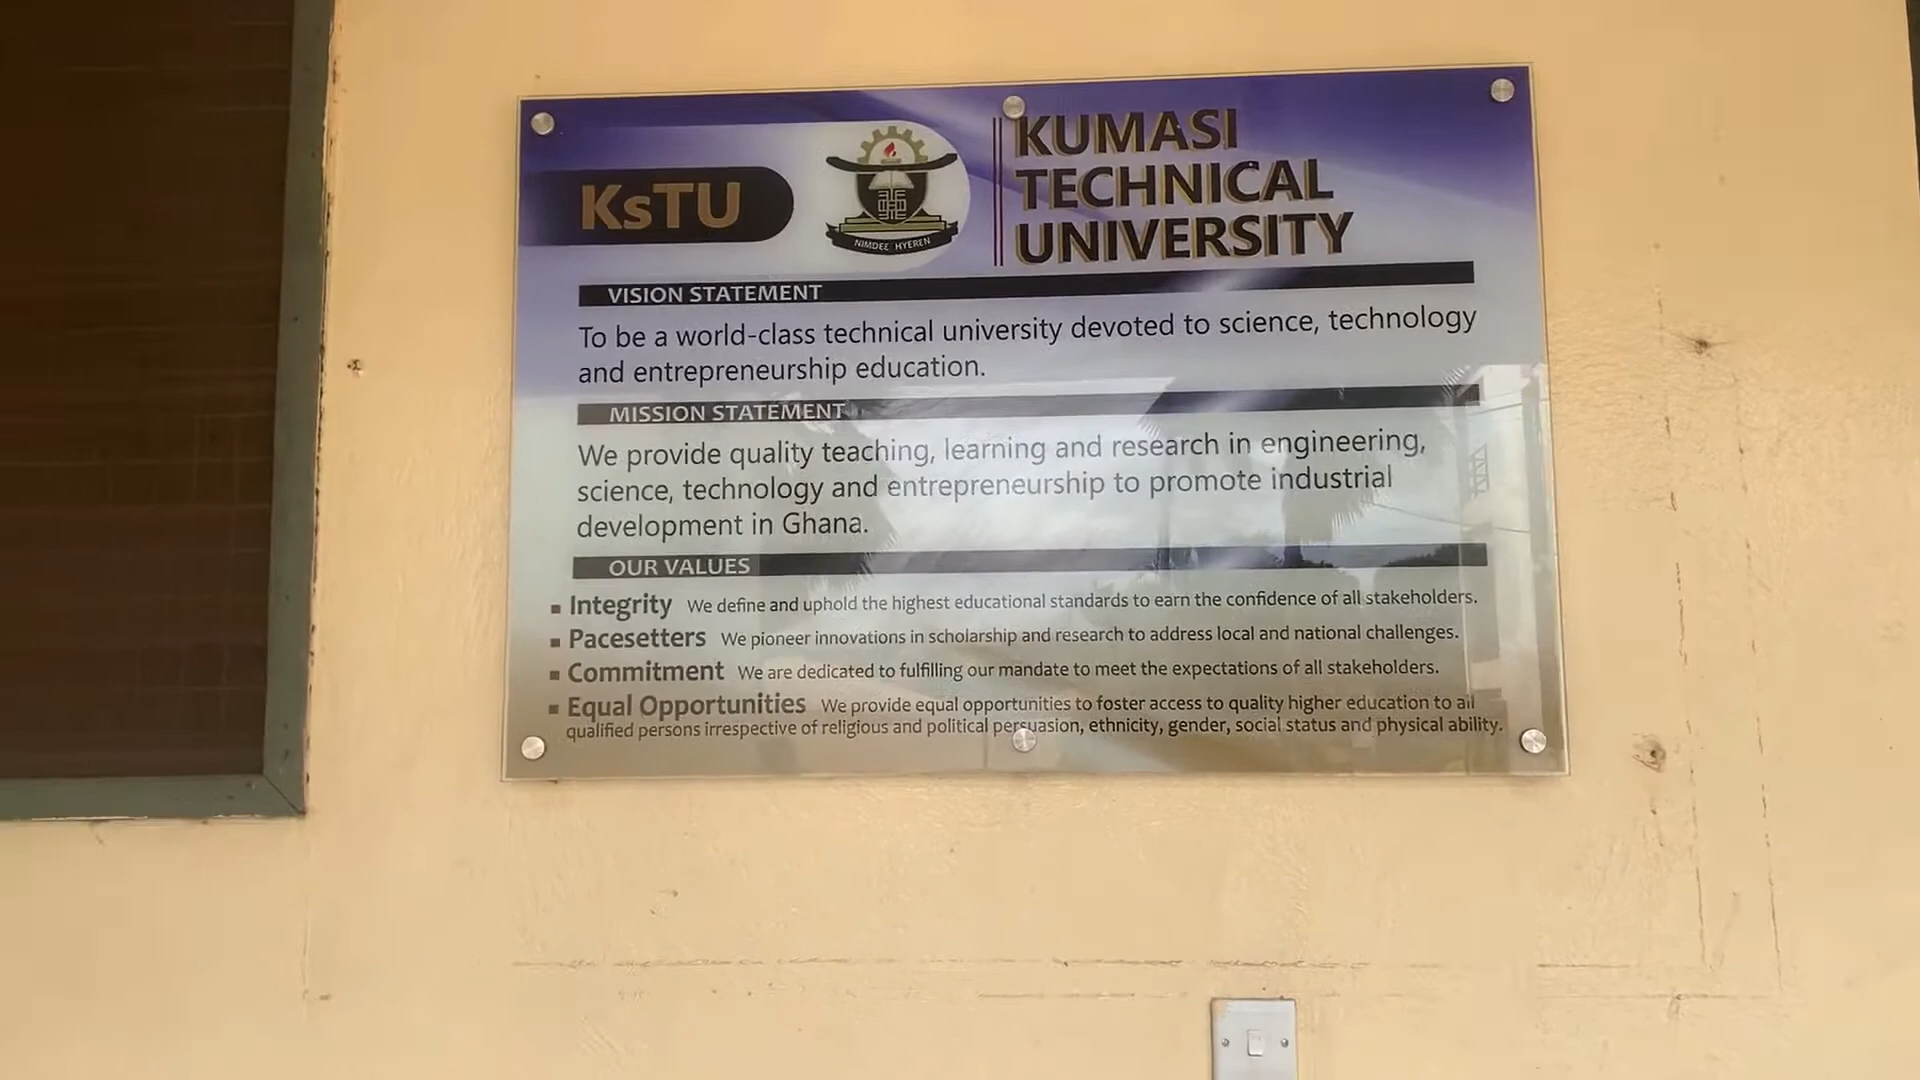 KsTU
NIMDEE HYEREN
KUMASI
TECHNICAL
UNIVERSITY
VISION STATEMENT
To be a world-class technical university devoted to science, technology
and entrepreneurship education.
MISSION STATEMENT
We provide quality teaching, learning and research in engineering,
science, technology and entrepreneurship to promote industrial
development in Ghana.
OUR VALUES
▪ Integrity We define and uphold the highest educational standards to earn the confidence of all stakeholders.
▪ Pacesetters We pioneer innovations in scholarship and research to address local and national challenges.
▪ Commitment We are dedicated to fulfilling our mandate to meet the expectations of all stakeholders.
▪ Equal Opportunities We provide equal opportunities to foster access to quality higher education to all
qualified persons irrespective of religious and political persuasion, ethnicity, gender, social status and physical ability.